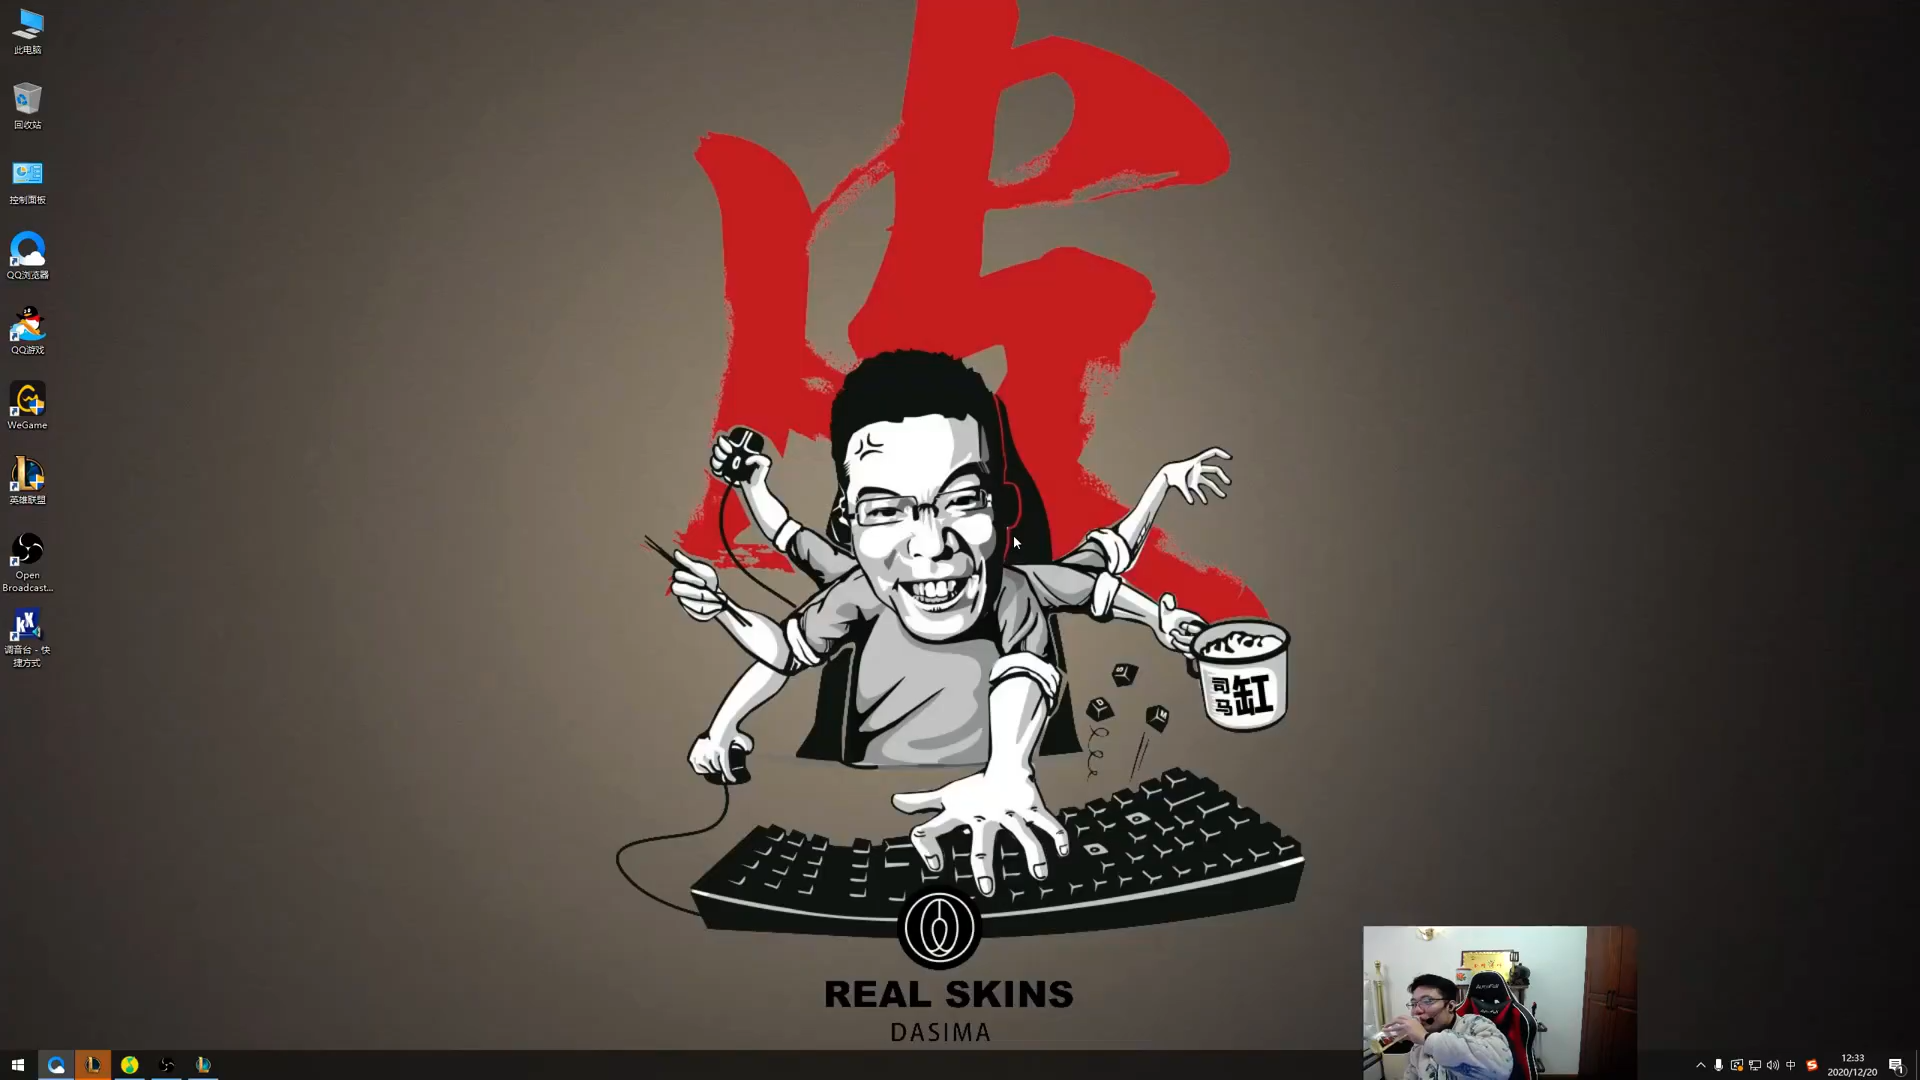 此电脑
回收站
控制面板
QQ浏览器
QQ游戏
WeGame
英雄联盟
Open
Broadcast...
调音台 - 快
捷方式
司马
缸
REAL SKINS
DASIMA
中
12:33
2020/12/20